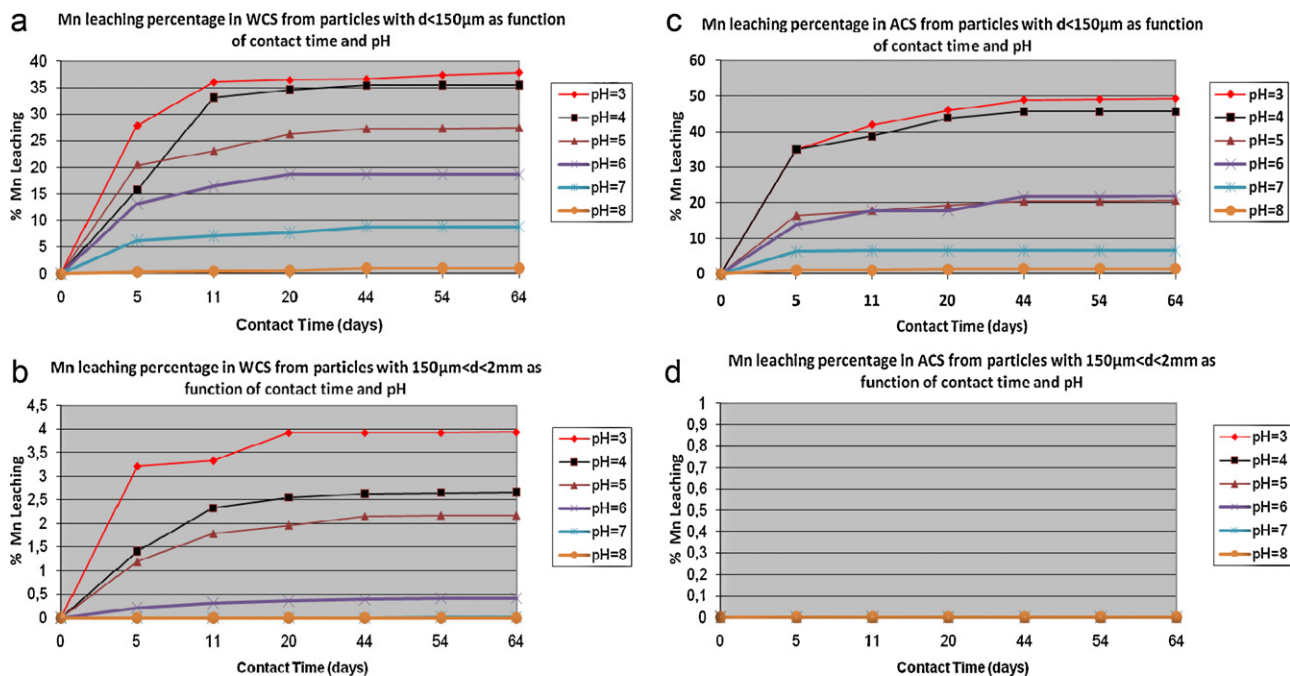 a
Mn leaching percentage in WCS from particles with d<150µm as function
of contact time and pH
% Mn Leaching
40
35
30
25
20
15
10
5
0
0 5 11 20 44 54 64
Contact Time (days)
pH=3
pH=4
pH=5
pH=6
pH=7
pH=8
c
Mn leaching percentage in ACS from particles with d<150µm as function
of contact time and pH
% Mn Leaching
60
50
40
30
20
10
0
0 5 11 20 44 54 64
Contact Time (days)
pH=3
pH=4
pH=5
pH=6
pH=7
pH=8
b
Mn leaching percentage in WCS from particles with 150µm<d<2mm as
function of contact time and pH
% Mn Leaching
4,5
4
3,5
3
2,5
2
1,5
1
0,5
0
0 5 11 20 44 54 64
Contact Time (days)
pH=3
pH=4
pH=5
pH=6
pH=7
pH=8
d
Mn leaching percentage in ACS from particles with 150µm<d<2mm as
function of contact time and pH
% Mn Leaching
1
0,9
0,8
0,7
0,6
0,5
0,4
0,3
0,2
0,1
0
0 5 11 20 44 54 64
Contact Time (days)
pH=3
pH=4
pH=5
pH=6
pH=7
pH=8